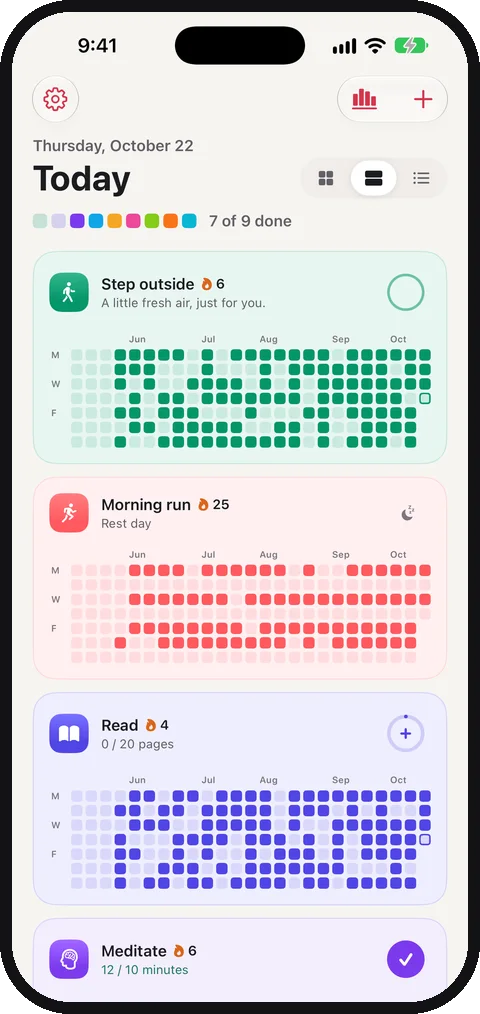 9:41
Thursday, October 22
Today
7 of 9 done
Step outside 6
A little fresh air, just for you.
Jun Jul Aug Sep Oct
M
W
F
Morning run 25
Rest day
Jun Jul Aug Sep Oct
M
W
F
Read 4
0 / 20 pages
Jun Jul Aug Sep Oct
M
W
F
Meditate 6
12 / 10 minutes